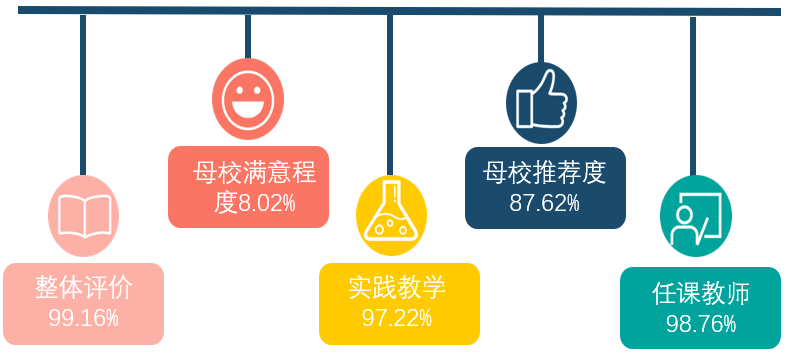 整体评价
99.16%
母校满意程
度8.02%
实践教学
97.22%
母校推荐度
87.62%
任课教师
98.76%